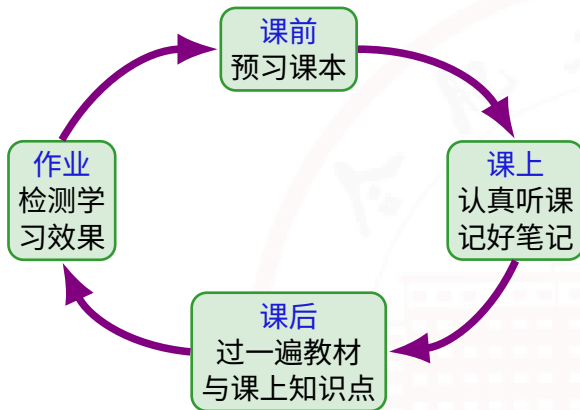 课前
预习课本
课上
认真听课
记好笔记
课后
过一遍教材
与课上知识点
作业
检测学
习效果